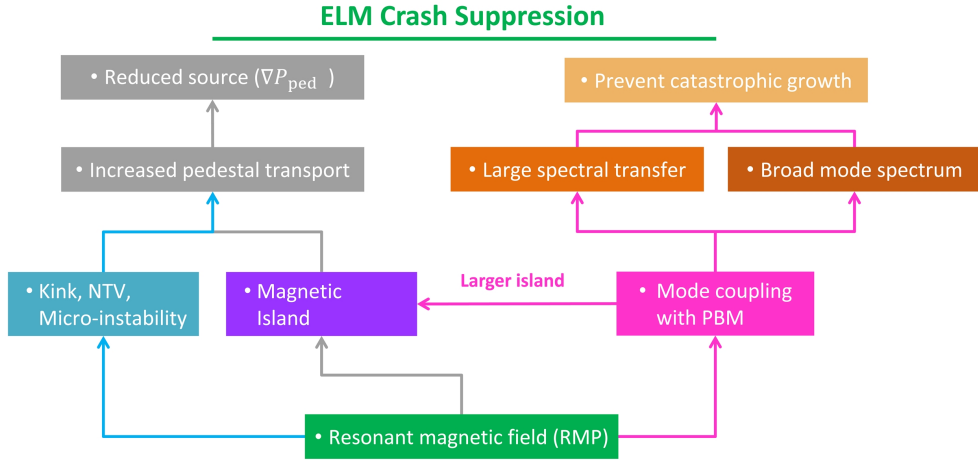 ELM Crash Suppression
• Reduced source (∇P_ped )
• Prevent catastrophic growth
• Increased pedestal transport
• Large spectral transfer
• Broad mode spectrum
• Kink, NTV,
Micro-instability
• Magnetic
Island
Larger island
• Mode coupling
with PBM
• Resonant magnetic field (RMP)